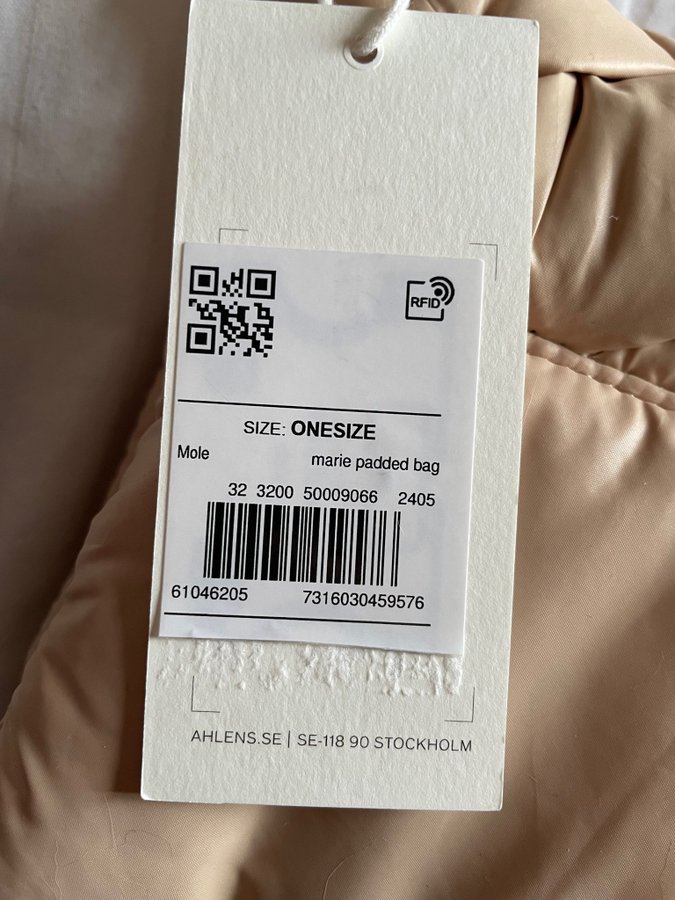 RFID
SIZE: ONESIZE
Mole marie padded bag
32 3200 50009066 2405
61046205 7316030459576
AHLENS.SE | SE-118 90 STOCKHOLM